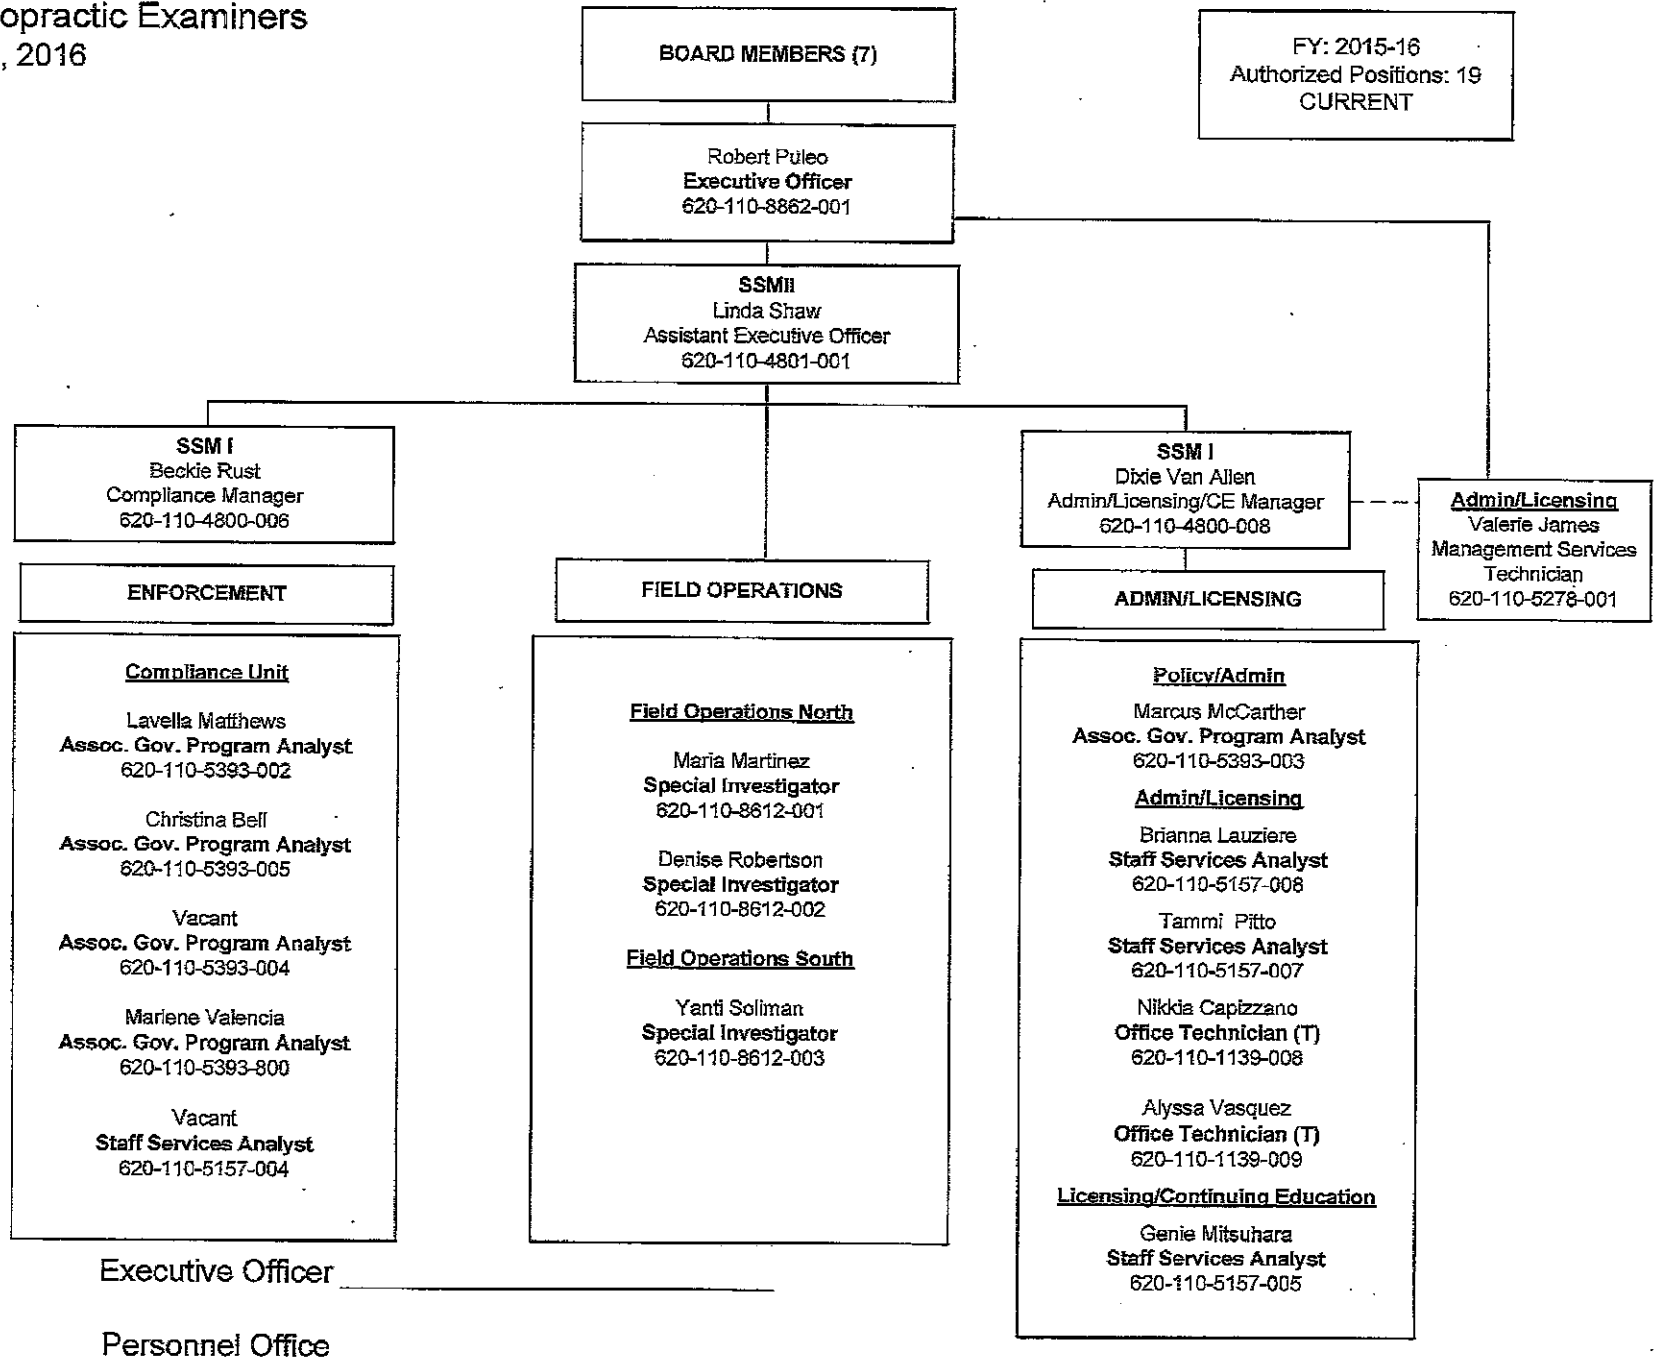 opractic Examiners
, 2016
BOARD MEMBERS (7)
FY: 2015-16
Authorized Positions: 19
CURRENT
Robert Puleo
Executive Officer
620-110-8862-001
SSMII
Linda Shaw
Assistant Executive Officer
620-110-4801-001
SSM I
Beckie Rust
Compliance Manager
620-110-4800-006
SSM I
Dixie Van Allen
Admin/Licensing/CE Manager
620-110-4800-008
Admin/Licensing
Valerie James
Management Services
Technician
620-110-5278-001
ENFORCEMENT
FIELD OPERATIONS
ADMIN/LICENSING
Compliance Unit
Lavella Matthews
Assoc. Gov. Program Analyst
620-110-5393-002
Christina Bell
Assoc. Gov. Program Analyst
620-110-5393-005
Vacant
Assoc. Gov. Program Analyst
620-110-5393-004
Marlene Valencia
Assoc. Gov. Program Analyst
620-110-5393-800
Vacant
Staff Services Analyst
620-110-5157-004
Field Operations North
Maria Martinez
Special Investigator
620-110-8612-001
Denise Robertson
Special Investigator
620-110-8612-002
Field Operations South
Yanti Soliman
Special Investigator
620-110-8612-003
Policy/Admin
Marcus McCarther
Assoc. Gov. Program Analyst
620-110-5393-003
Admin/Licensing
Brianna Lauziere
Staff Services Analyst
620-110-5157-008
Tammi Pitto
Staff Services Analyst
620-110-5157-007
Nikkia Capizzano
Office Technician (T)
620-110-1139-008
Alyssa Vasquez
Office Technician (T)
620-110-1139-009
Licensing/Continuing Education
Genie Mitsuhara
Staff Services Analyst
620-110-5157-005
Executive Officer
Personnel Office